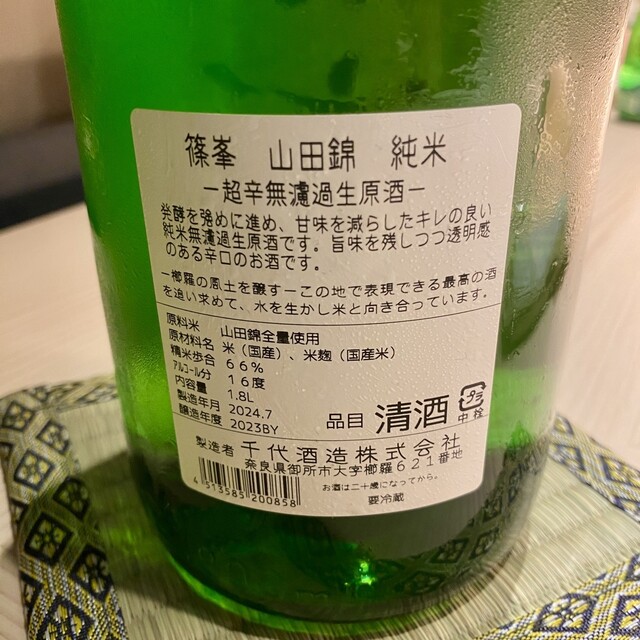 篠峯 山田錦 純米
－超辛無濾過生原酒－
発酵を強めに進め、甘味を減らしたキレの良い
純米無濾過生原酒です。旨味を残しつつ透明感
のある辛口のお酒です。
－櫛羅の風土を醸す－この地で表現できる最高の酒
を追い求めて、水を生かし米と向き合っています。
原料米 山田錦全量使用
原材料名 米（国産）、米麹（国産米）
精米歩合 66%
アルコール分 16度
内容量 1.8L
製造年月 2024.7
醸造年度 2023BY
品目 清酒
プラ
中栓
製造者 千代酒造株式会社
奈良県御所市大字櫛羅621番地
4513585200858
お酒は二十歳になってから。
要冷蔵